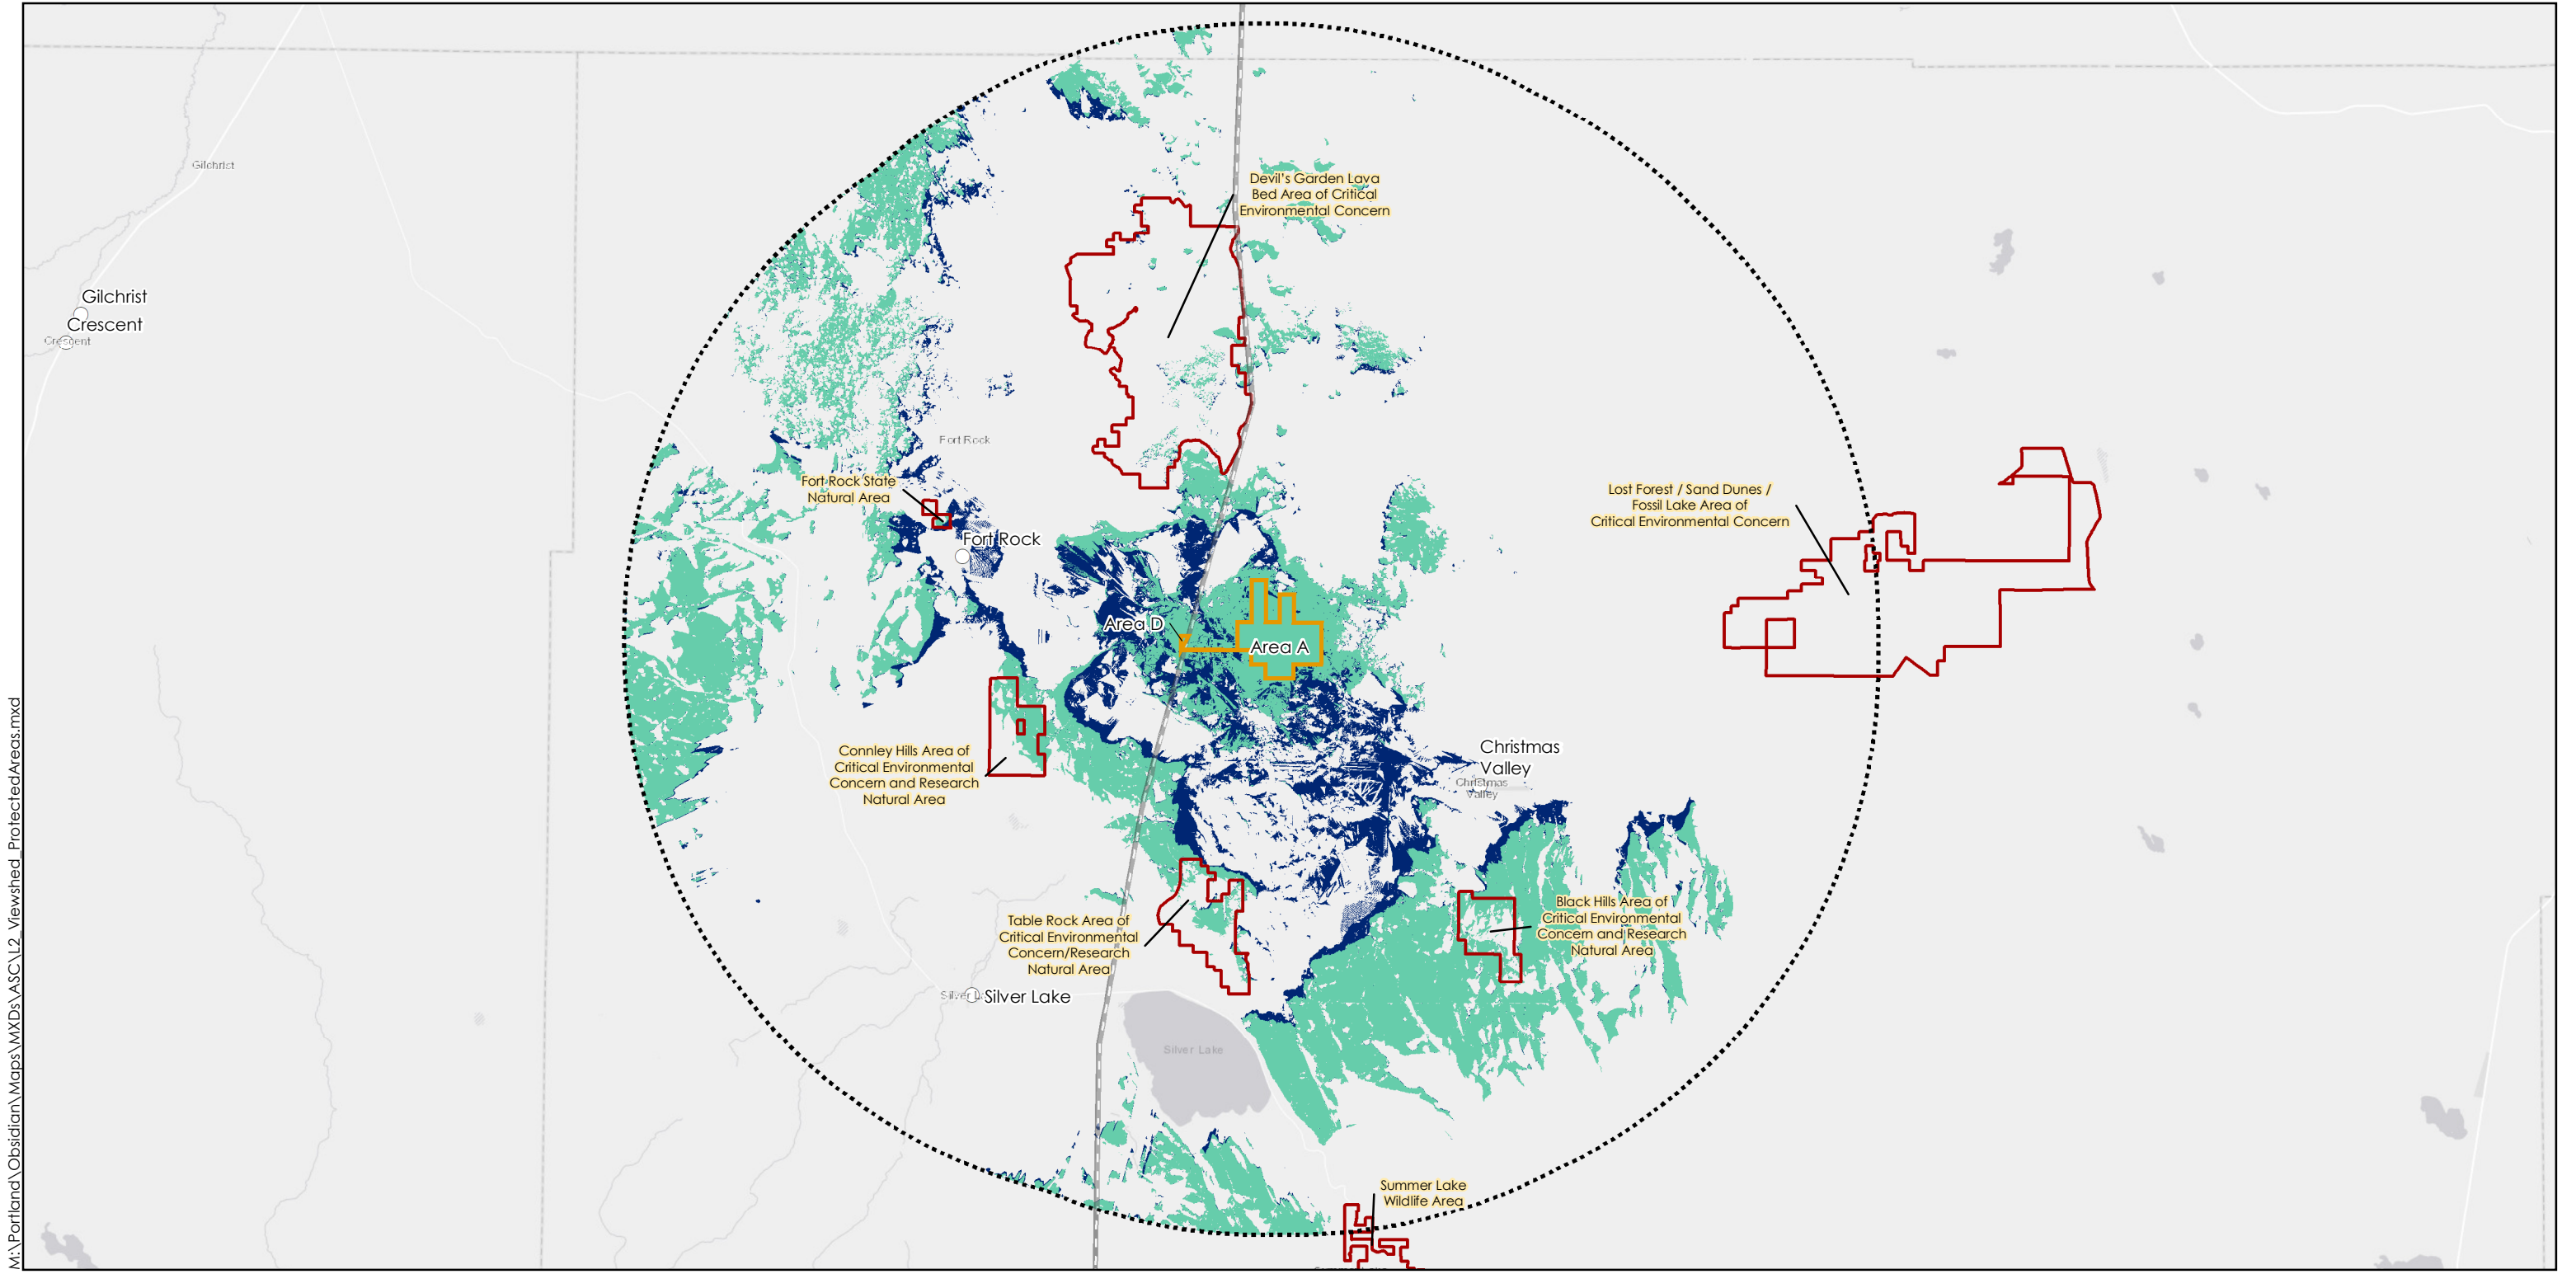 Devil's Garden Lava
Bed Area of Critical
Environmental Concern
Gilchrist
Gilchrist
Crescent
Crescent
Fort Rock
Fort Rock State
Natural Area
Fort Rock
Lost Forest / Sand Dunes /
Fossil Lake Area of
Critical Environmental Concern
Area D
Area A
Connley Hills Area of
Critical Environmental
Concern and Research
Natural Area
Christmas
Valley
Christmas
Valley
Table Rock Area of
Critical Environmental
Concern/Research
Natural Area
Black Hills Area of
Critical Environmental
Concern and Research
Natural Area
Silver Lake
Silver Lake
Summer Lake
Wildlife Area
M:\Portland\Obsidian\Maps\MXDs\ASC\L\L2_Viewshed_ProtectedAreas.mxd